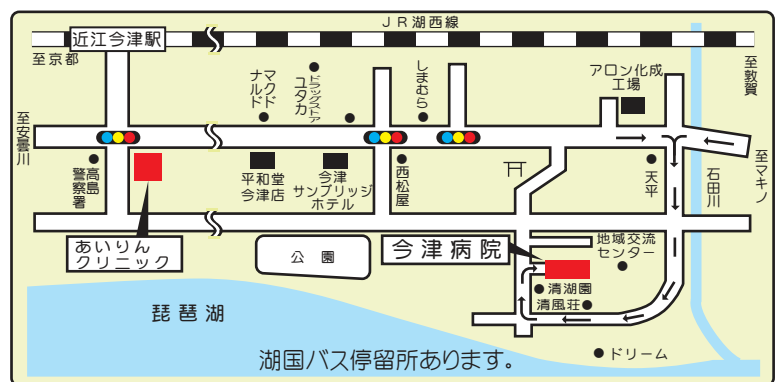 JR湖西線
近江今津駅
至京都
至敦賀
マクド
ナルド
ドラッグストア
ユタカ
しまむら
アロン化成
工場
至安曇川
高島
警察署
平和堂
今津店
今津
サンブリッジ
ホテル
西松屋
天平
石田川
至マキノ
あいりん
クリニック
公園
今津病院
地域交流
センター
清湖園
清風荘
琵琶湖
湖国バス停留所あります。
ドリーム